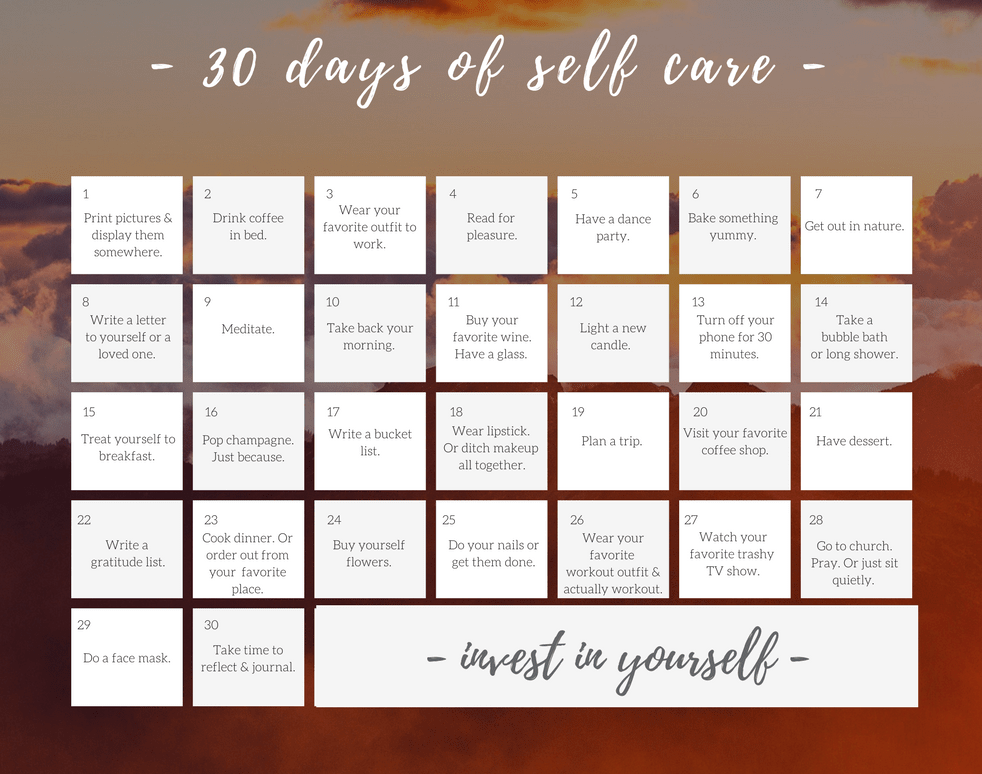 - 30 days of self care -
1
Print pictures &
display them
somewhere.
2
Drink coffee
in bed.
3
Wear your
favorite outfit to
work.
4
Read for
pleasure.
5
Have a dance
party.
6
Bake something
yummy.
7
Get out in nature.
8
Write a letter
to yourself or a
loved one.
9
Meditate.
10
Take back your
morning.
11
Buy your
favorite wine.
Have a glass.
12
Light a new
candle.
13
Turn off your
phone for 30
minutes.
14
Take a
bubble bath
or long shower.
15
Treat yourself to
breakfast.
16
Pop champagne.
Just because.
17
Write a bucket
list.
18
Wear lipstick.
Or ditch makeup
all together.
19
Plan a trip.
20
Visit your favorite
coffee shop.
21
Have dessert.
22
Write a
gratitude list.
23
Cook dinner. Or
order out from
your favorite
place.
24
Buy yourself
flowers.
25
Do your nails or
get them done.
26
Wear your
favorite
workout outfit &
actually workout.
27
Watch your
favorite trashy
TV show.
28
Go to church.
Pray. Or just sit
quietly.
29
Do a face mask.
30
Take time to
reflect & journal.
- invest in yourself -